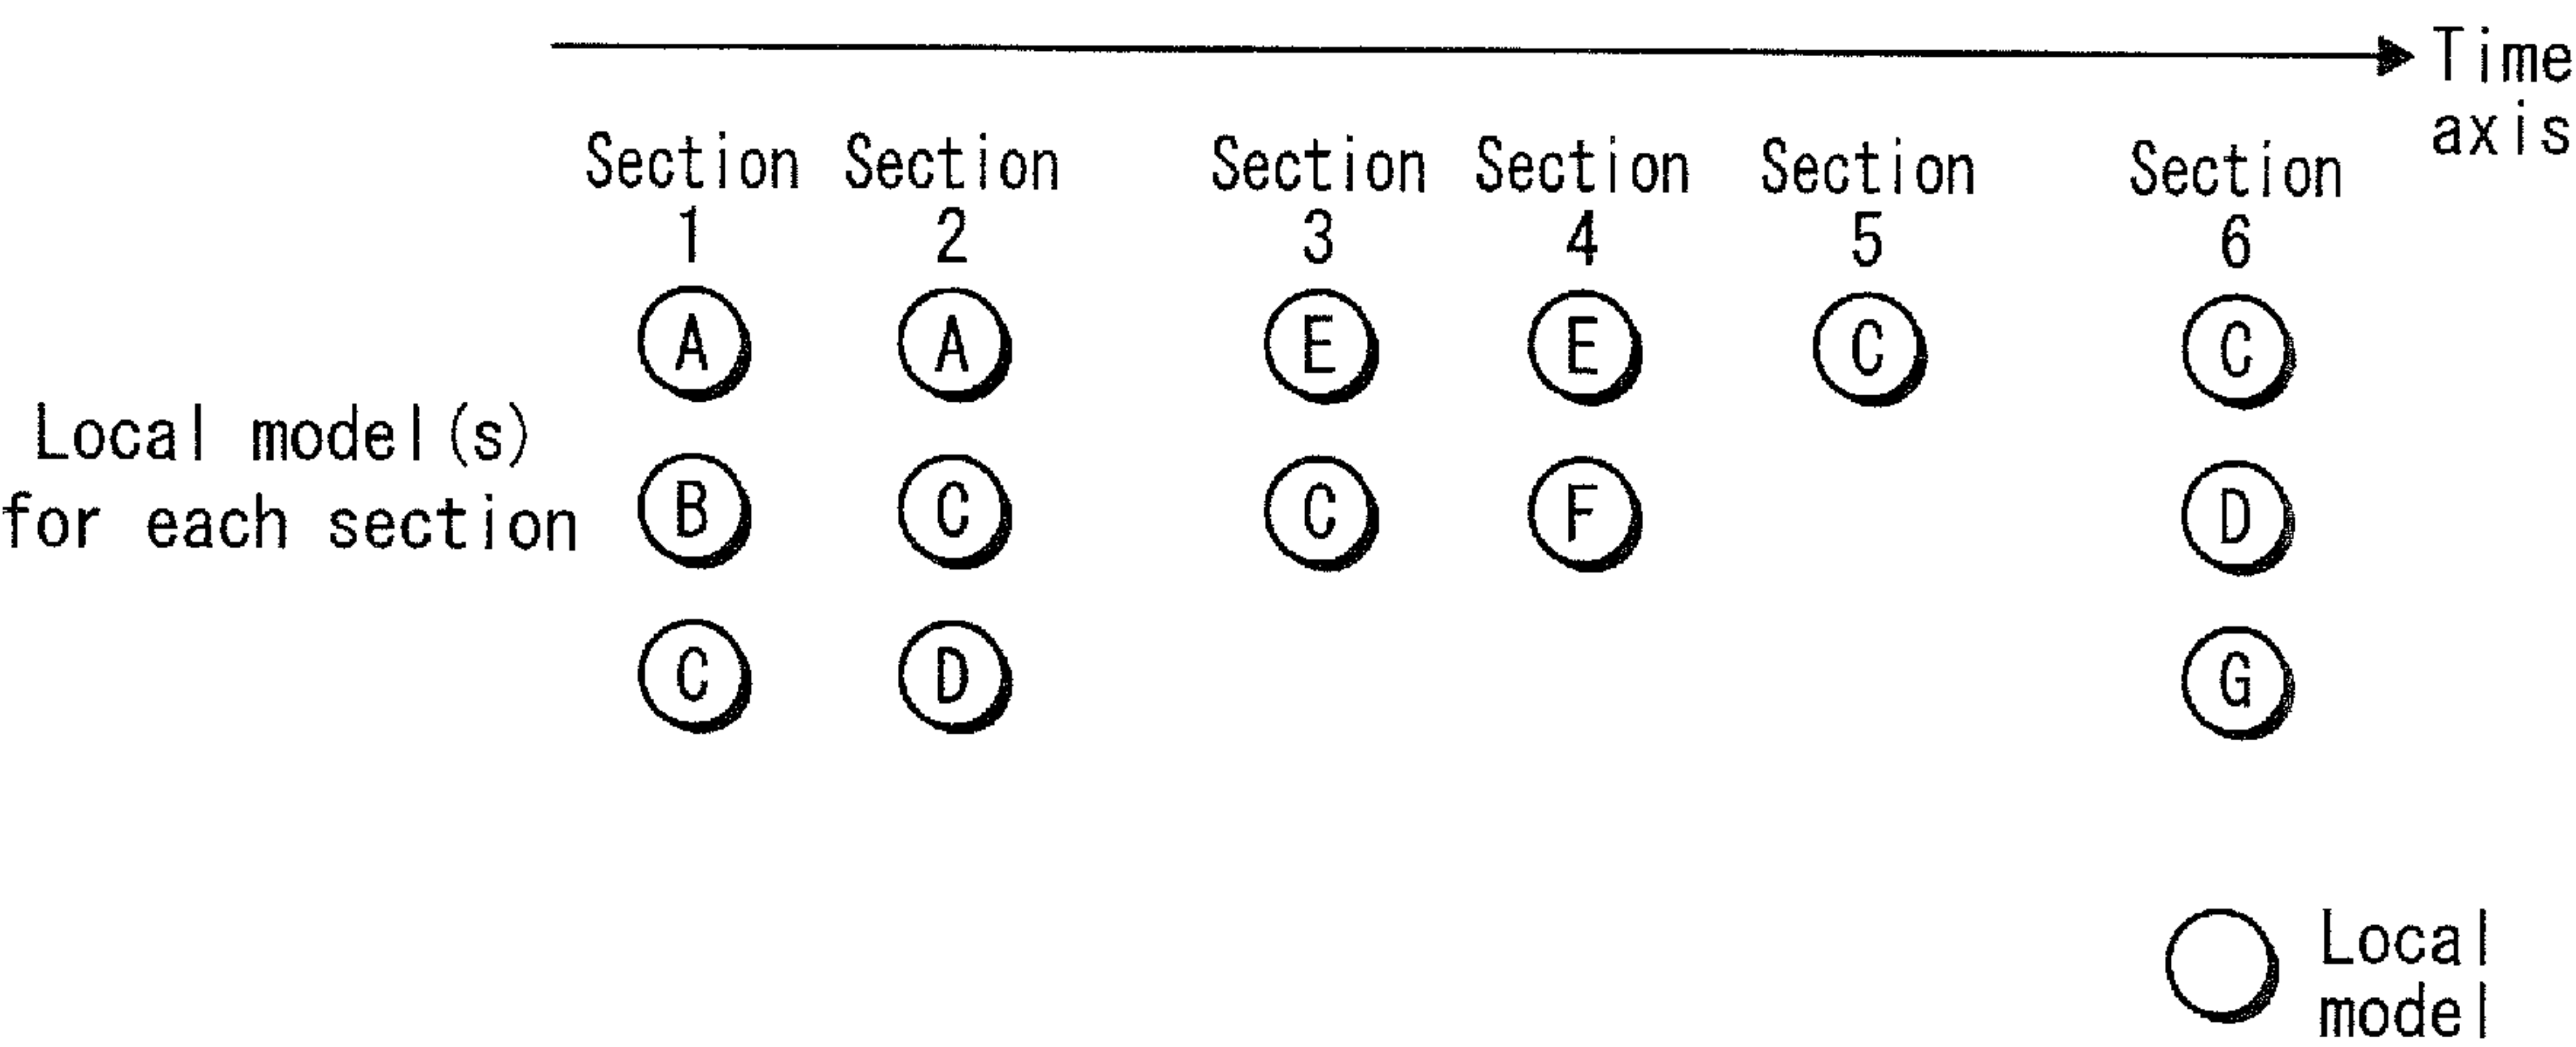 Time
axis
Section Section Section Section Section Section
1 2 3 4 5 6
A A E E C C
Local model(s)
for each section
B C C F D
C D G
Local
model